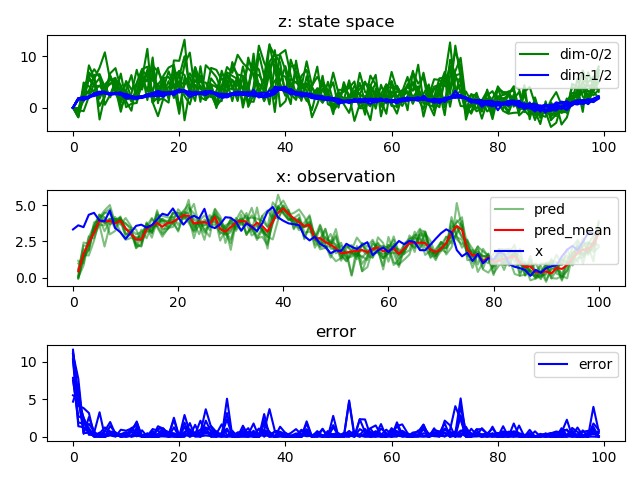 z: state space
10
0
dim-0/2
dim-1/2
0 20 40 60 80 100
x: observation
5.0
2.5
0.0
pred
pred_mean
x
0 20 40 60 80 100
error
10
5
0
error
0 20 40 60 80 100